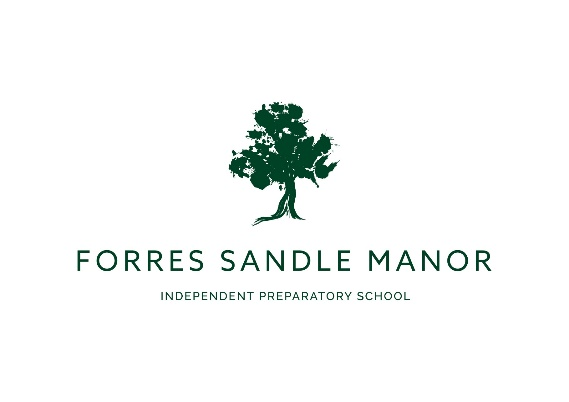 FORRES SANDLE MANOR
INDEPENDENT PREPARATORY SCHOOL